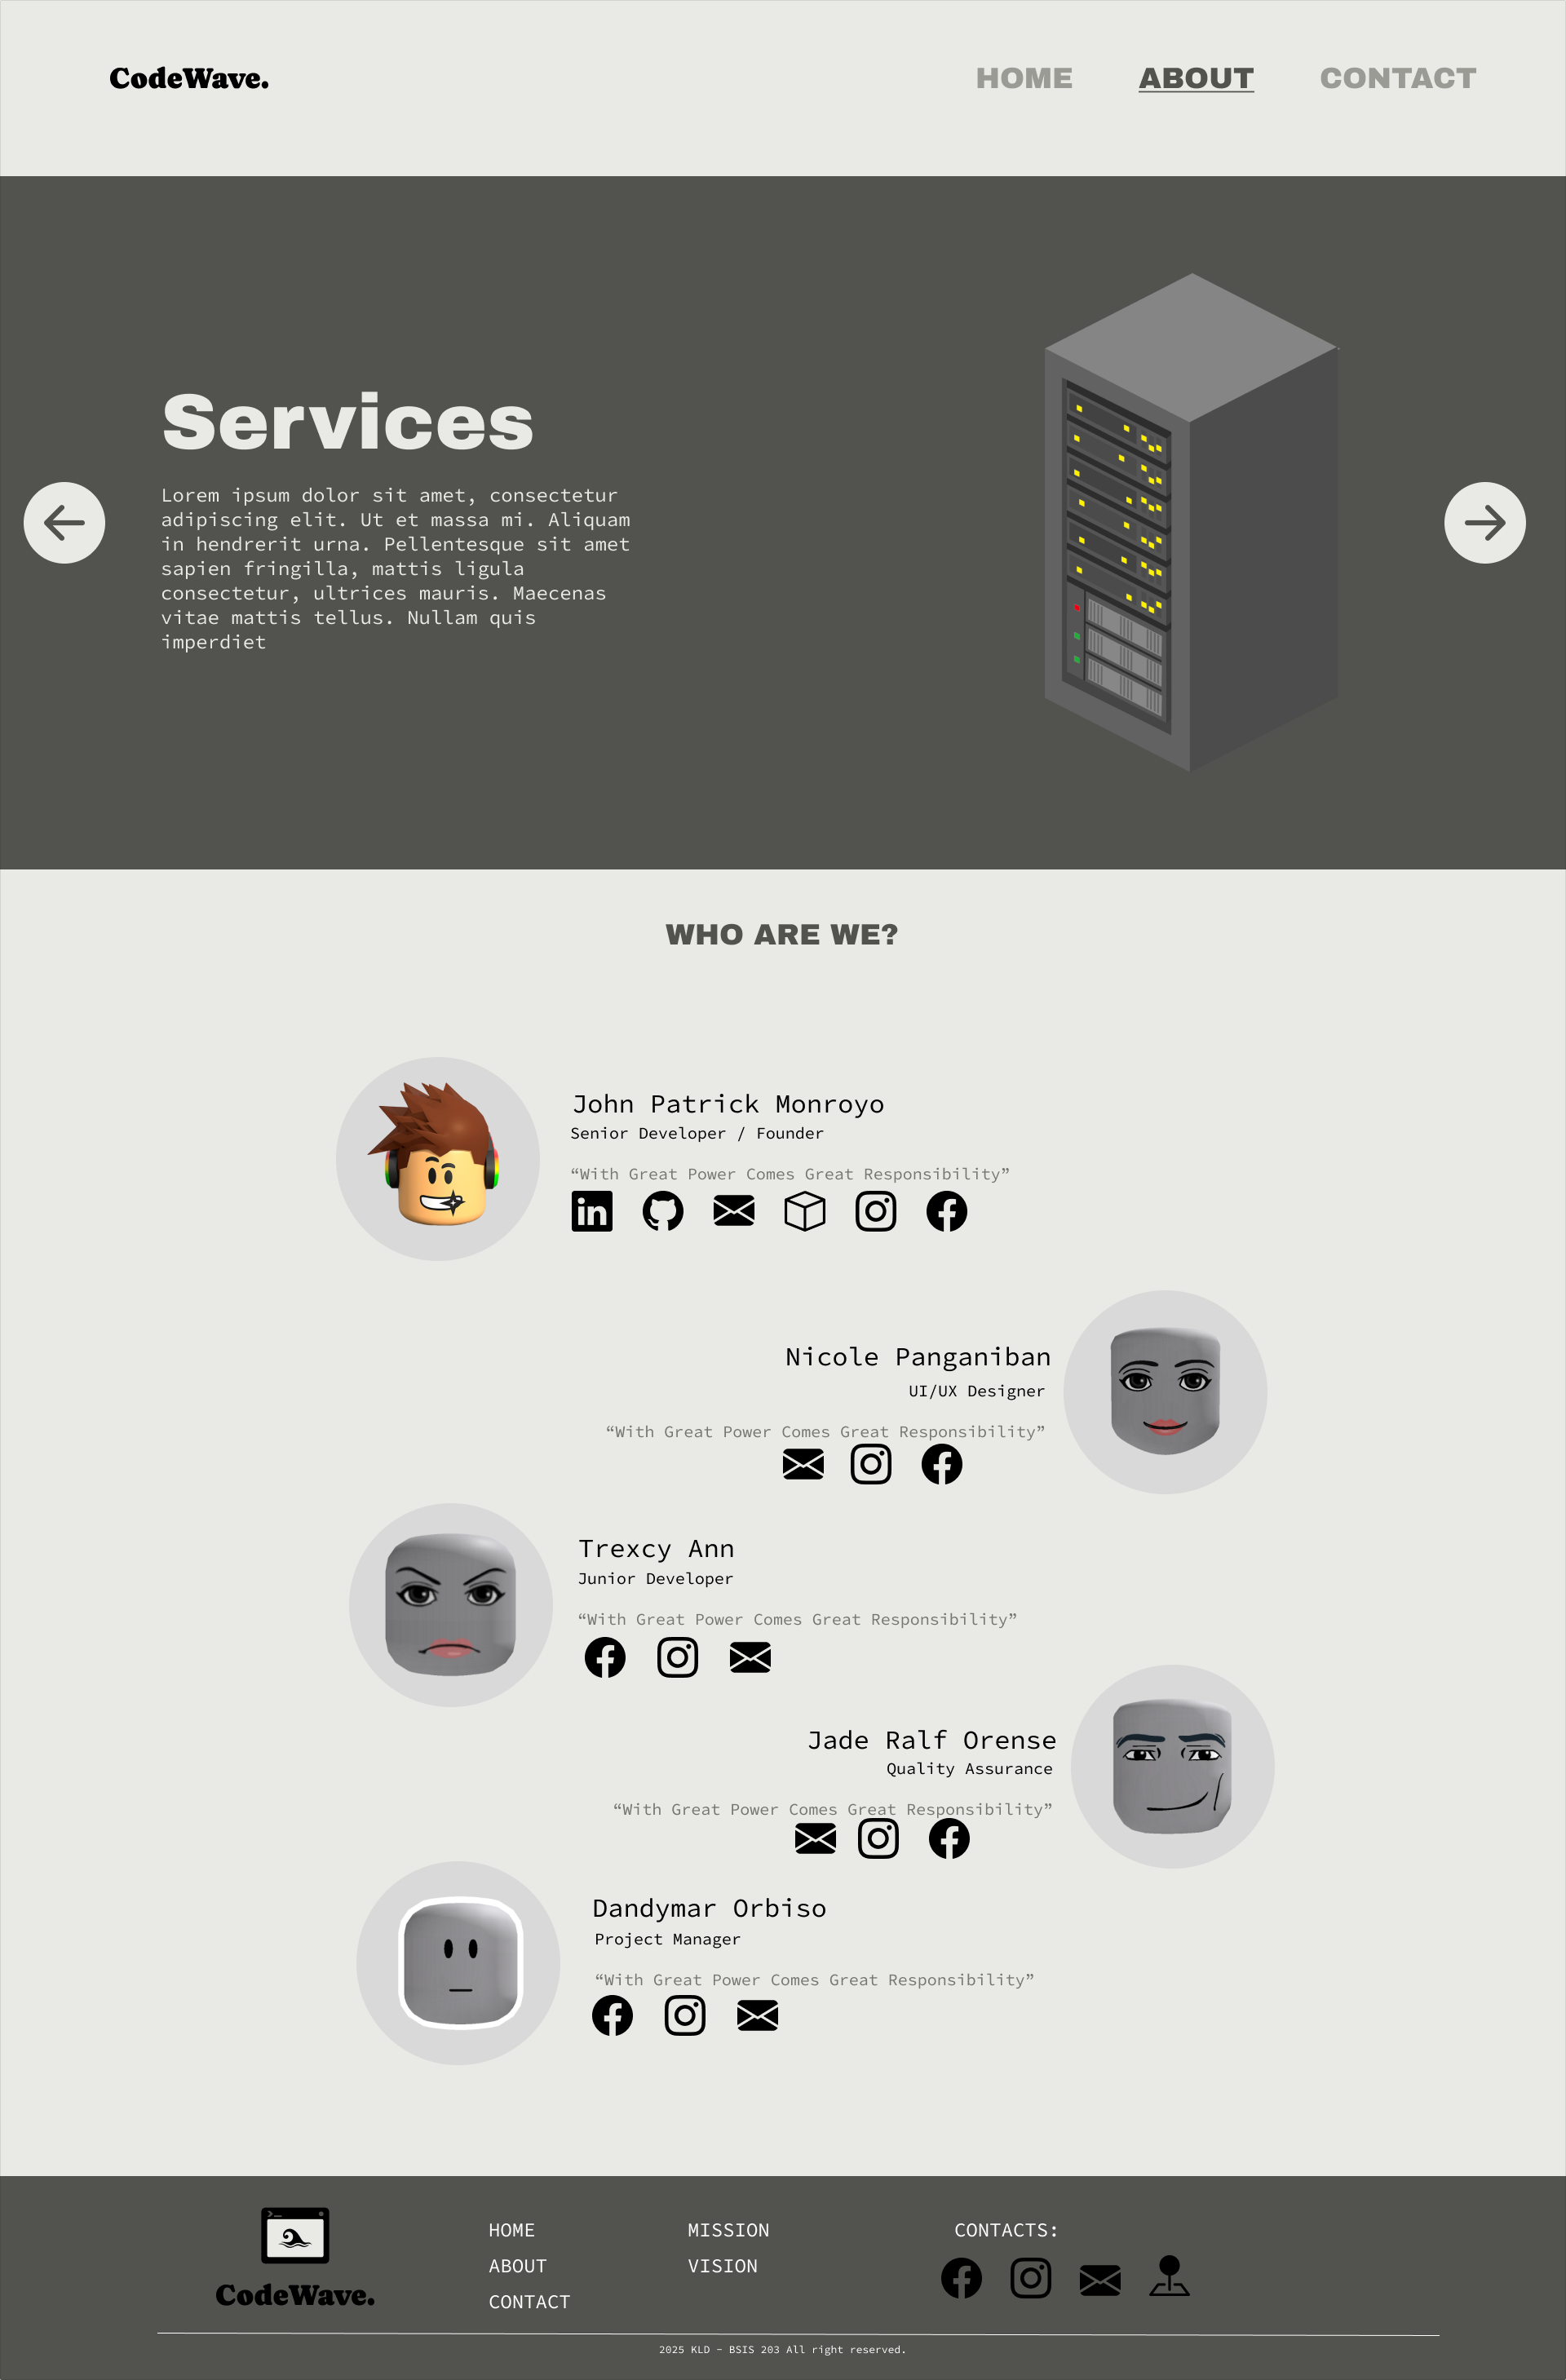 CodeWave.
HOME
ABOUT
CONTACT
Services
Lorem ipsum dolor sit amet, consectetur
adipiscing elit. Ut et massa mi. Aliquam
in hendrerit urna. Pellentesque sit amet
sapien fringilla, mattis ligula
consectetur, ultrices mauris. Maecenas
vitae mattis tellus. Nullam quis
imperdiet
WHO ARE WE?
John Patrick Monroyo
Senior Developer / Founder
“With Great Power Comes Great Responsibility”
Nicole Panganiban
UI/UX Designer
“With Great Power Comes Great Responsibility”
Trexcy Ann
Junior Developer
“With Great Power Comes Great Responsibility”
Jade Ralf Orense
Quality Assurance
“With Great Power Comes Great Responsibility”
Dandymar Orbiso
Project Manager
“With Great Power Comes Great Responsibility”
CodeWave.
HOME
ABOUT
CONTACT
MISSION
VISION
CONTACTS:
2025 KLD - BSIS 203 All right reserved.